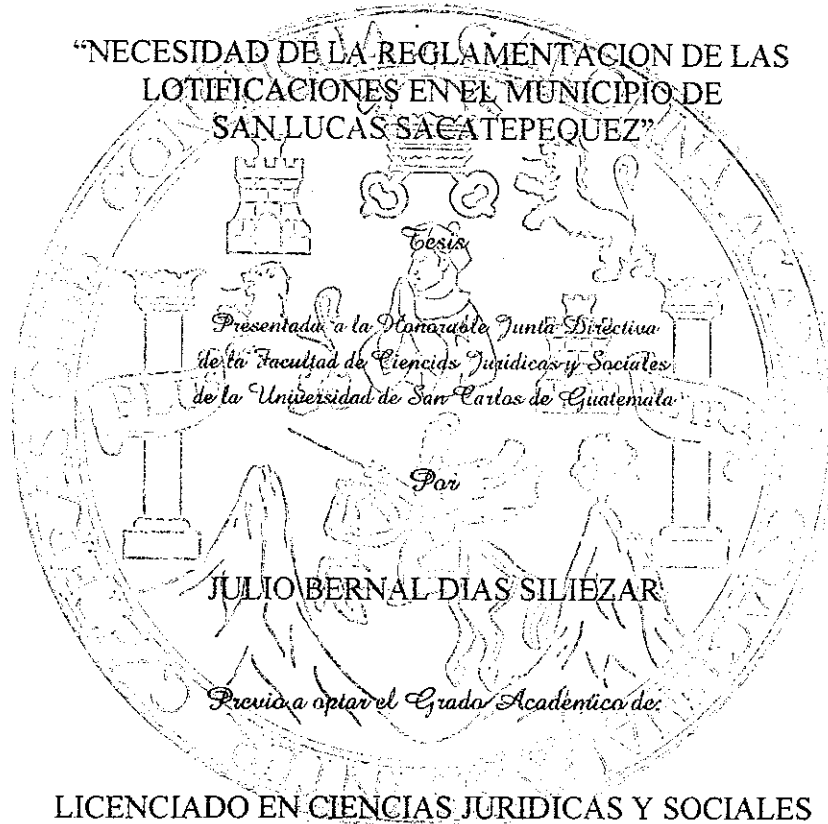 “NECESIDAD DE LA REGLAMENTACION DE LAS
LOTIFICACIONES EN EL MUNICIPIO DE
SAN LUCAS SACATEPEQUEZ”
Tesis
Presentada a la Honorable Junta Directiva
de la Facultad de Ciencias Jurídicas y Sociales
de la Universidad de San Carlos de Guatemala
Por
JULIO BERNAL DIAS SILIEZAR
Previo a optar el Grado Académico de:
LICENCIADO EN CIENCIAS JURIDICAS Y SOCIALES